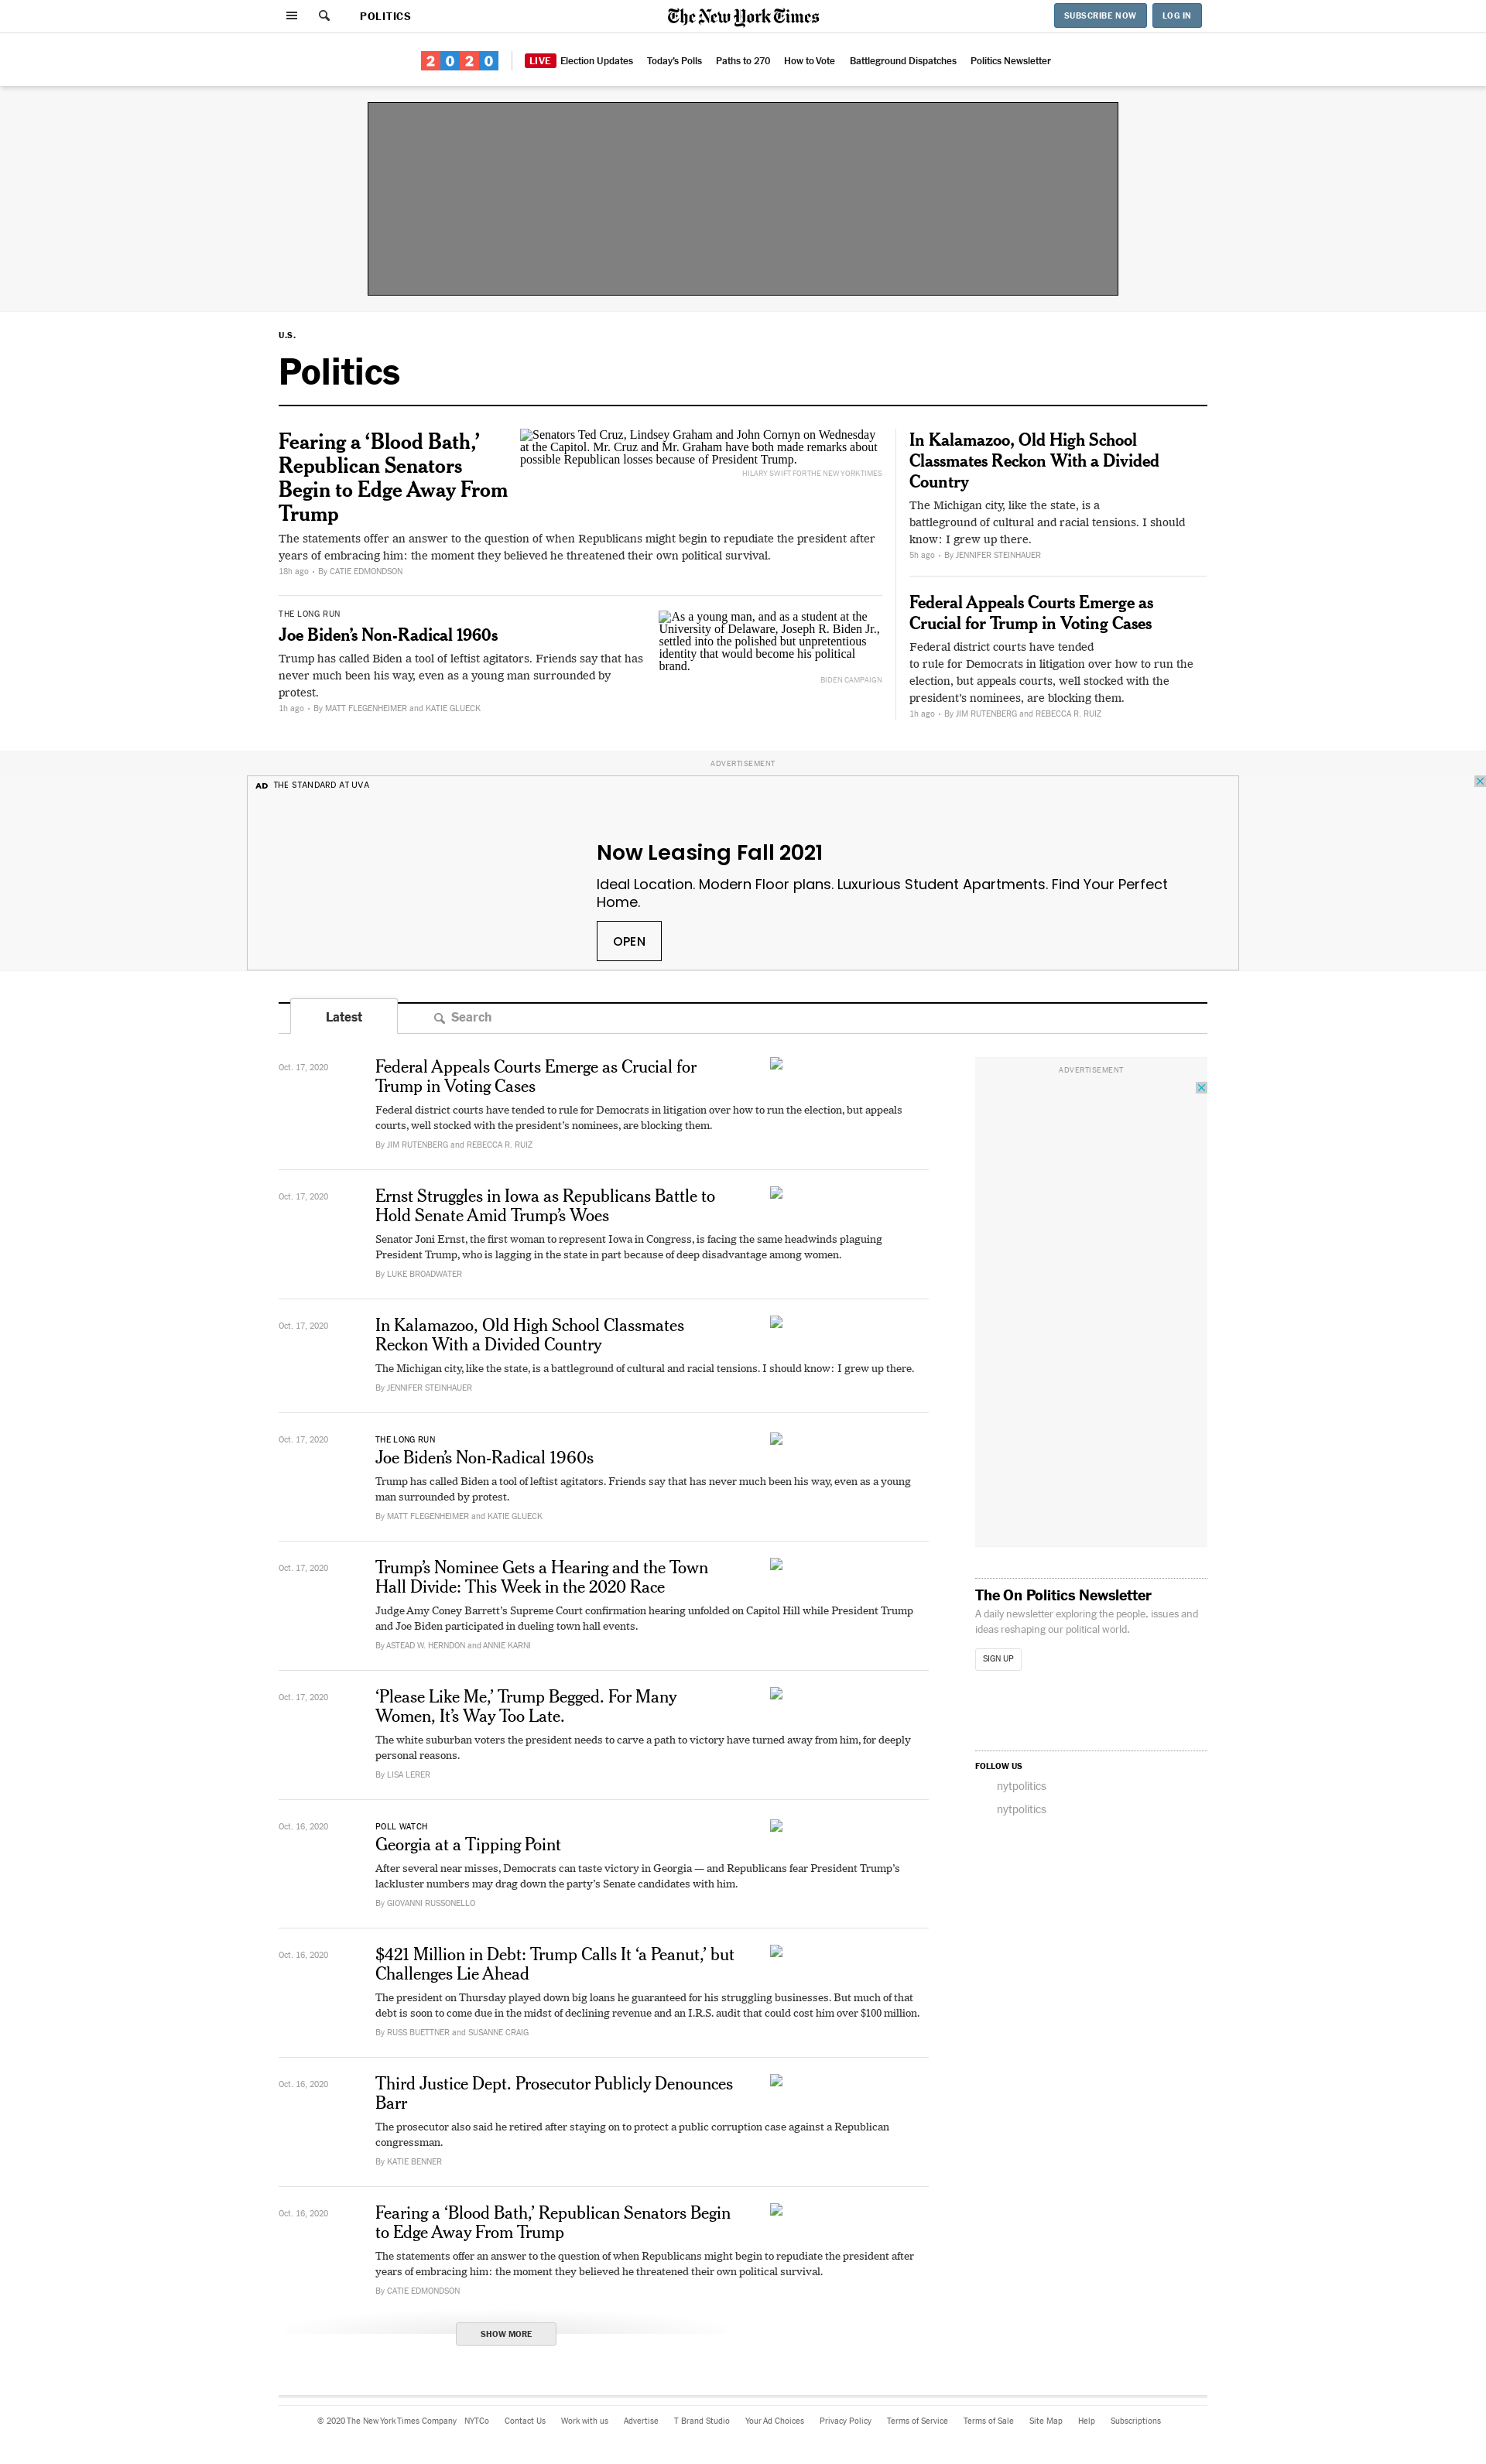 POLITICS
The New York Times
SUBSCRIBE NOW
LOG IN
2020
LIVE Election Updates
Today's Polls
Paths to 270
How to Vote
Battleground Dispatches
Politics Newsletter
U.S.
Politics
Fearing a ‘Blood Bath,’
Republican Senators
Begin to Edge Away From
Trump
Senators Ted Cruz, Lindsey Graham and John Cornyn on Wednesday
at the Capitol. Mr. Cruz and Mr. Graham have both made remarks about
possible Republican losses because of President Trump.
HILARY SWIFT FOR THE NEW YORK TIMES
The statements offer an answer to the question of when Republicans might begin to repudiate the president after
years of embracing him: the moment they believed he threatened their own political survival.
18h ago • By CATIE EDMONDSON
THE LONG RUN
Joe Biden’s Non-Radical 1960s
Trump has called Biden a tool of leftist agitators. Friends say that has
never much been his way, even as a young man surrounded by
protest.
1h ago • By MATT FLEGENHEIMER and KATIE GLUECK
As a young man, and as a student at the
University of Delaware, Joseph R. Biden Jr.,
settled into the polished but unpretentious
identity that would become his political
brand.
BIDEN CAMPAIGN
In Kalamazoo, Old High School
Classmates Reckon With a Divided
Country
The Michigan city, like the state, is a
battleground of cultural and racial tensions. I should
know: I grew up there.
5h ago • By JENNIFER STEINHAUER
Federal Appeals Courts Emerge as
Crucial for Trump in Voting Cases
Federal district courts have tended
to rule for Democrats in litigation over how to run the
election, but appeals courts, well stocked with the
president’s nominees, are blocking them.
1h ago • By JIM RUTENBERG and REBECCA R. RUIZ
ADVERTISEMENT
AD THE STANDARD AT UVA
Now Leasing Fall 2021
Ideal Location. Modern Floor plans. Luxurious Student Apartments. Find Your Perfect
Home.
OPEN
Latest
Search
Oct. 17, 2020
Federal Appeals Courts Emerge as Crucial for
Trump in Voting Cases
Federal district courts have tended to rule for Democrats in litigation over how to run the election, but appeals
courts, well stocked with the president’s nominees, are blocking them.
By JIM RUTENBERG and REBECCA R. RUIZ
Oct. 17, 2020
Ernst Struggles in Iowa as Republicans Battle to
Hold Senate Amid Trump’s Woes
Senator Joni Ernst, the first woman to represent Iowa in Congress, is facing the same headwinds plaguing
President Trump, who is lagging in the state in part because of deep disadvantage among women.
By LUKE BROADWATER
Oct. 17, 2020
In Kalamazoo, Old High School Classmates
Reckon With a Divided Country
The Michigan city, like the state, is a battleground of cultural and racial tensions. I should know: I grew up there.
By JENNIFER STEINHAUER
Oct. 17, 2020
THE LONG RUN
Joe Biden’s Non-Radical 1960s
Trump has called Biden a tool of leftist agitators. Friends say that has never much been his way, even as a young
man surrounded by protest.
By MATT FLEGENHEIMER and KATIE GLUECK
Oct. 17, 2020
Trump’s Nominee Gets a Hearing and the Town
Hall Divide: This Week in the 2020 Race
Judge Amy Coney Barrett’s Supreme Court confirmation hearing unfolded on Capitol Hill while President Trump
and Joe Biden participated in dueling town hall events.
By ASTEAD W. HERNDON and ANNIE KARNI
Oct. 17, 2020
‘Please Like Me,’ Trump Begged. For Many
Women, It’s Way Too Late.
The white suburban voters the president needs to carve a path to victory have turned away from him, for deeply
personal reasons.
By LISA LERER
Oct. 16, 2020
POLL WATCH
Georgia at a Tipping Point
After several near misses, Democrats can taste victory in Georgia — and Republicans fear President Trump’s
lackluster numbers may drag down the party’s Senate candidates with him.
By GIOVANNI RUSSONELLO
Oct. 16, 2020
$421 Million in Debt: Trump Calls It ‘a Peanut,’ but
Challenges Lie Ahead
The president on Thursday played down big loans he guaranteed for his struggling businesses. But much of that
debt is soon to come due in the midst of declining revenue and an I.R.S. audit that could cost him over $100 million.
By RUSS BUETTNER and SUSANNE CRAIG
Oct. 16, 2020
Third Justice Dept. Prosecutor Publicly Denounces
Barr
The prosecutor also said he retired after staying on to protect a public corruption case against a Republican
congressman.
By KATIE BENNER
Oct. 16, 2020
Fearing a ‘Blood Bath,’ Republican Senators Begin
to Edge Away From Trump
The statements offer an answer to the question of when Republicans might begin to repudiate the president after
years of embracing him: the moment they believed he threatened their own political survival.
By CATIE EDMONDSON
SHOW MORE
ADVERTISEMENT
The On Politics Newsletter
A daily newsletter exploring the people, issues and
ideas reshaping our political world.
SIGN UP
FOLLOW US
nytpolitics
nytpolitics
© 2020 The New York Times Company
NYTCo
Contact Us
Work with us
Advertise
T Brand Studio
Your Ad Choices
Privacy Policy
Terms of Service
Terms of Sale
Site Map
Help
Subscriptions